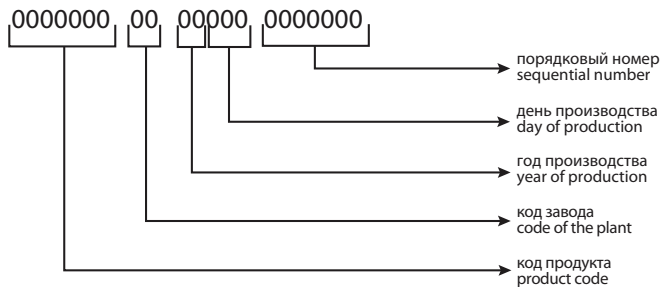 0000000 00 00000 0000000
порядковый номер
sequential number
день производства
day of production
год производства
year of production
код завода
code of the plant
код продукта
product code